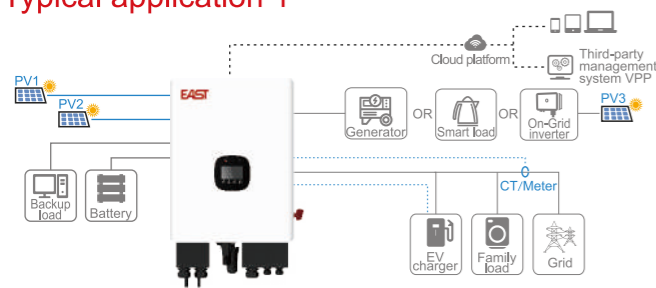 Typical application 1
Cloud platform
Third-party
management
system VPP
PV1
PV2
EAST
Generator
OR
Smart load
OR
On-Grid
inverter
PV3
CT/Meter
Backup
load
Battery
EV
charger
Family
load
Grid